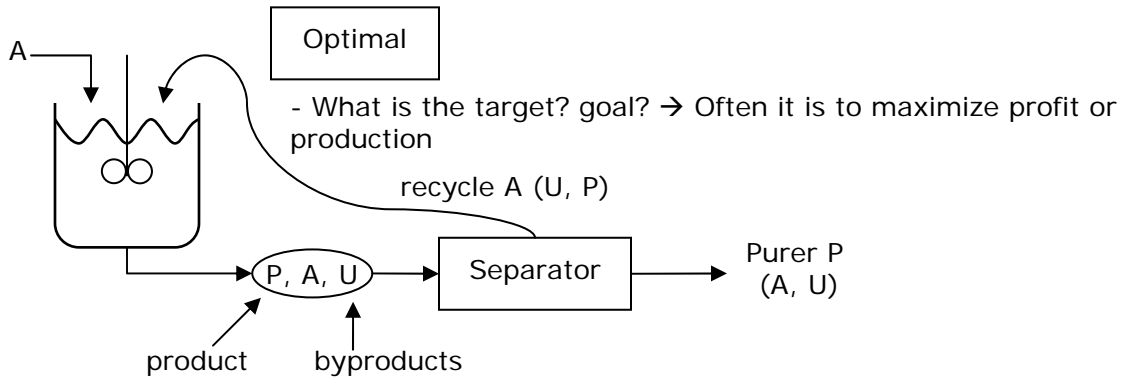 Optimal
A
- What is the target? goal? → Often it is to maximize profit or
production
recycle A (U, P)
P, A, U
Separator
Purer P
(A, U)
product
byproducts